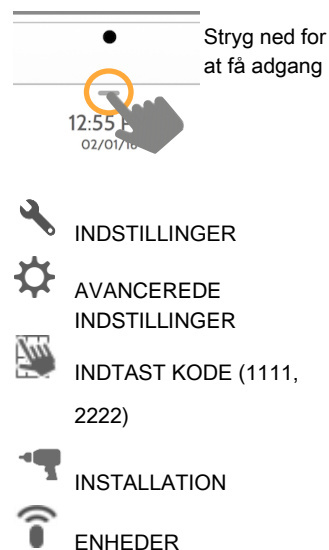 Stryg ned for
at få adgang
12:55
02/01/18
INDSTILLINGER
AVANCEREDE
INDSTILLINGER
INDTAST KODE (1111,
2222)
INSTALLATION
ENHEDER